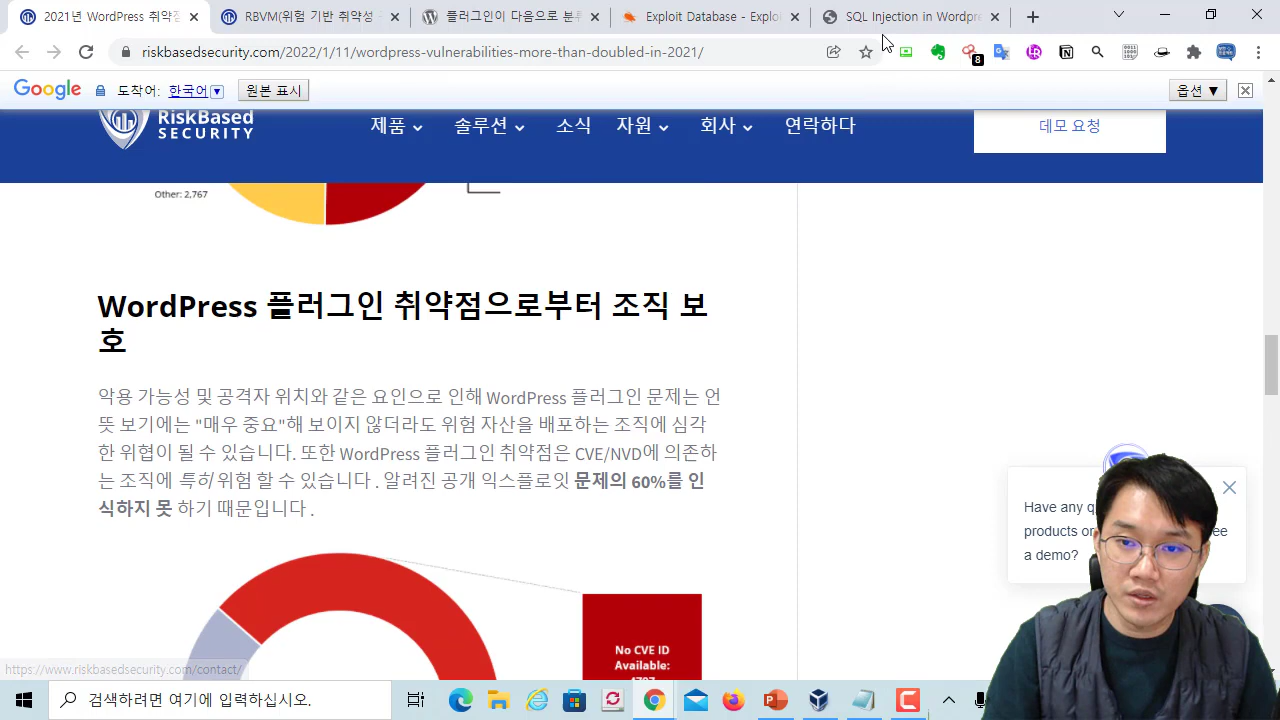 2021년 WordPress 취약점
RBVM(위험 기반 취약성
플러그인이 다음으로 분류
Exploit Database - Exploi
SQL Injection in Wordpre
riskbasedsecurity.com/2022/1/11/wordpress-vulnerabilities-more-than-doubled-in-2021/
8
Google
도착어: 한국어 ▼
원본 표시
옵션 ▼
RiskBased
SECURITY
제품
솔루션
소식
자원
회사
연락하다
데모 요청
Other: 2,767
WordPress 플러그인 취약점으로부터 조직 보
호
악용 가능성 및 공격자 위치와 같은 요인으로 인해 WordPress 플러그인 문제는 언
뜻 보기에는 "매우 중요"해 보이지 않더라도 위험 자산을 배포하는 조직에 심각
한 위협이 될 수 있습니다. 또한 WordPress 플러그인 취약점은 CVE/NVD에 의존하
는 조직에 특히 위험 할 수 있습니다 . 알려진 공개 익스플로잇 문제의 60%를 인
식하지 못 하기 때문입니다 .
No CVE ID
Available:
Have any
products or
ee
a demo?
https://www.riskbasedsecurity.com/contact/
검색하려면 여기에 입력하십시오.